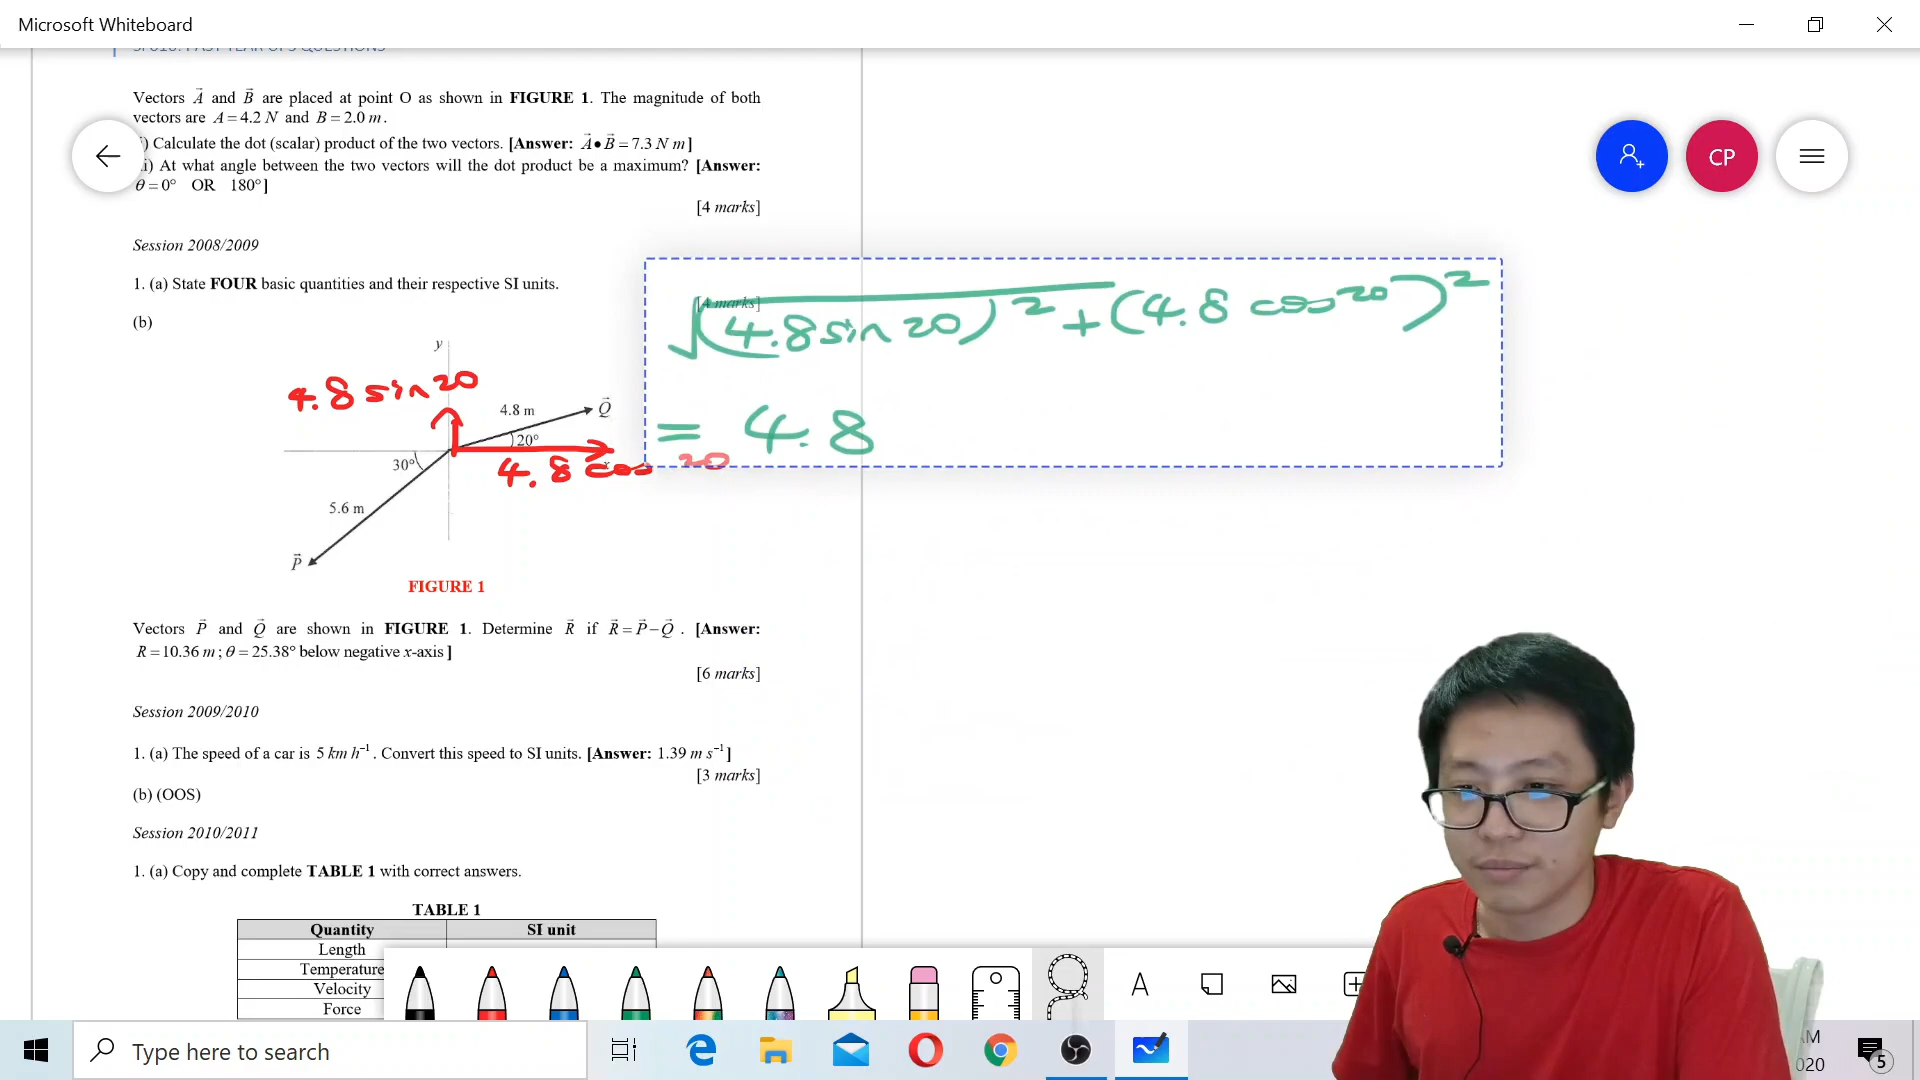 Microsoft Whiteboard
Vectors A⃗ and B⃗ are placed at point O as shown in FIGURE 1. The magnitude of both
vectors are A = 4.2 N and B = 2.0 m.
) Calculate the dot (scalar) product of the two vectors. [Answer: A⃗ • B⃗ = 7.3 N m]
ii) At what angle between the two vectors will the dot product be a maximum? [Answer:
θ = 0° OR 180°]
[4 marks]
CP
Session 2008/2009
1. (a) State FOUR basic quantities and their respective SI units.
[4 marks]
√(4.8 sin 20)² + (4.8 cos 20)²
= 4.8
(b)
y
4.8 sin 20
4.8 m
Q⃗
20°
x
30°
4.8 cos 20
5.6 m
P⃗
FIGURE 1
Vectors P⃗ and Q⃗ are shown in FIGURE 1. Determine R⃗ if R⃗ = P⃗ − Q⃗ . [Answer:
R = 10.36 m ; θ = 25.38° below negative x-axis ]
[6 marks]
Session 2009/2010
1. (a) The speed of a car is 5 km h⁻¹ . Convert this speed to SI units. [Answer: 1.39 m s⁻¹ ]
[3 marks]
(b) (OOS)
Session 2010/2011
1. (a) Copy and complete TABLE 1 with correct answers.
TABLE 1
Quantity SI unit
Length
Temperature
Velocity
Force
A
Type here to search
M
020
5